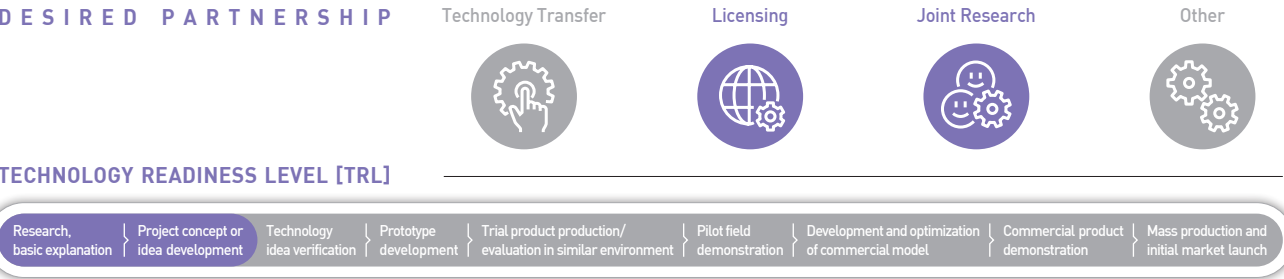 DESIRED PARTNERSHIP
Technology Transfer
Licensing
Joint Research
Other
TECHNOLOGY READINESS LEVEL [TRL]
Research,
basic explanation
Project concept or
idea development
Technology
idea verification
Prototype
development
Trial product production/
evaluation in similar environment
Pilot field
demonstration
Development and optimization
of commercial model
Commercial product
demonstration
Mass production and
initial market launch